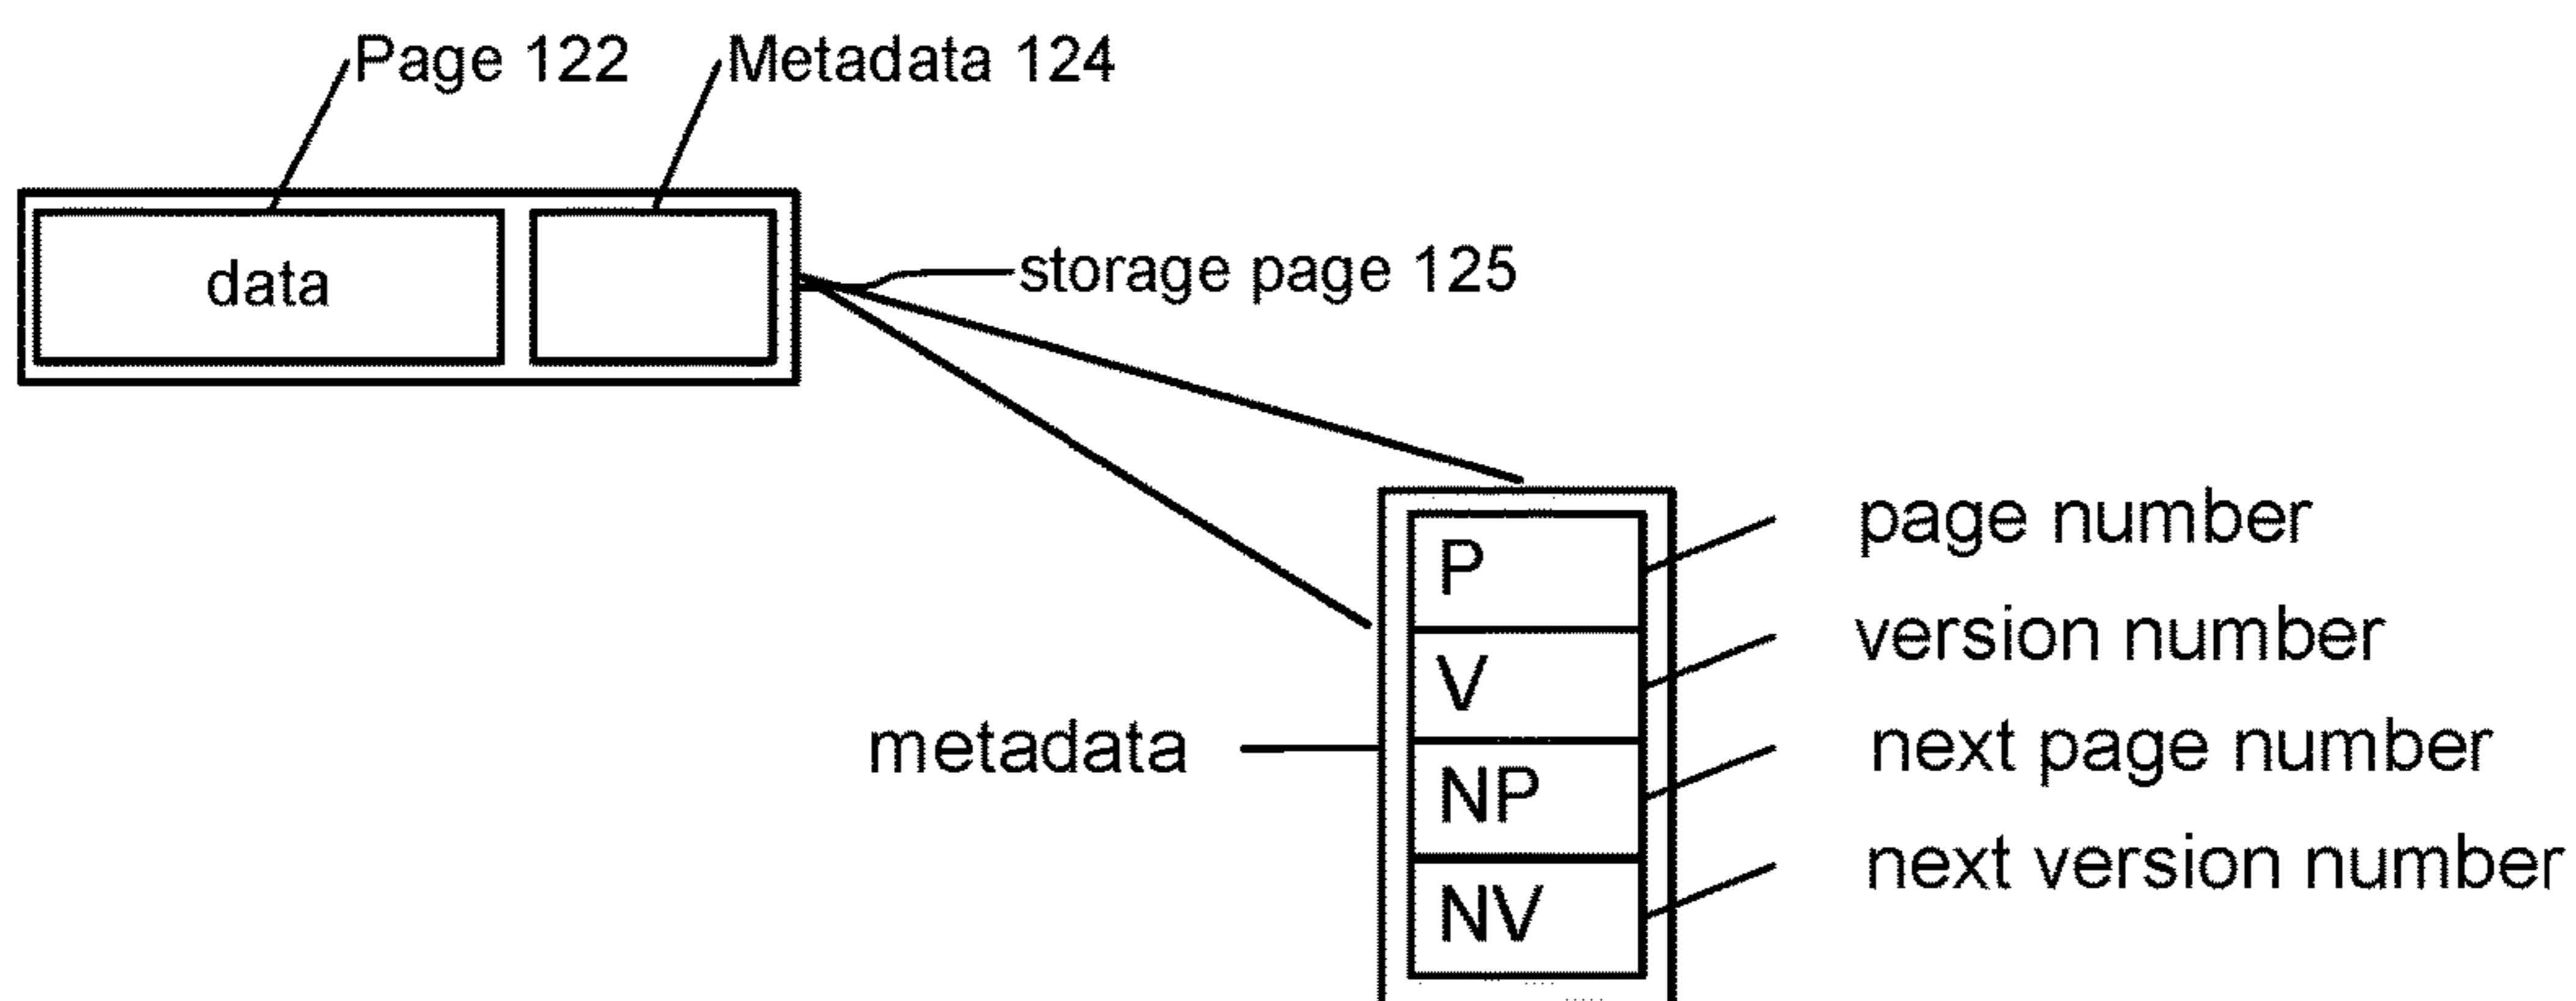 Page 122
Metadata 124
data
storage page 125
P
page number
V
version number
metadata
NP
next page number
NV
next version number